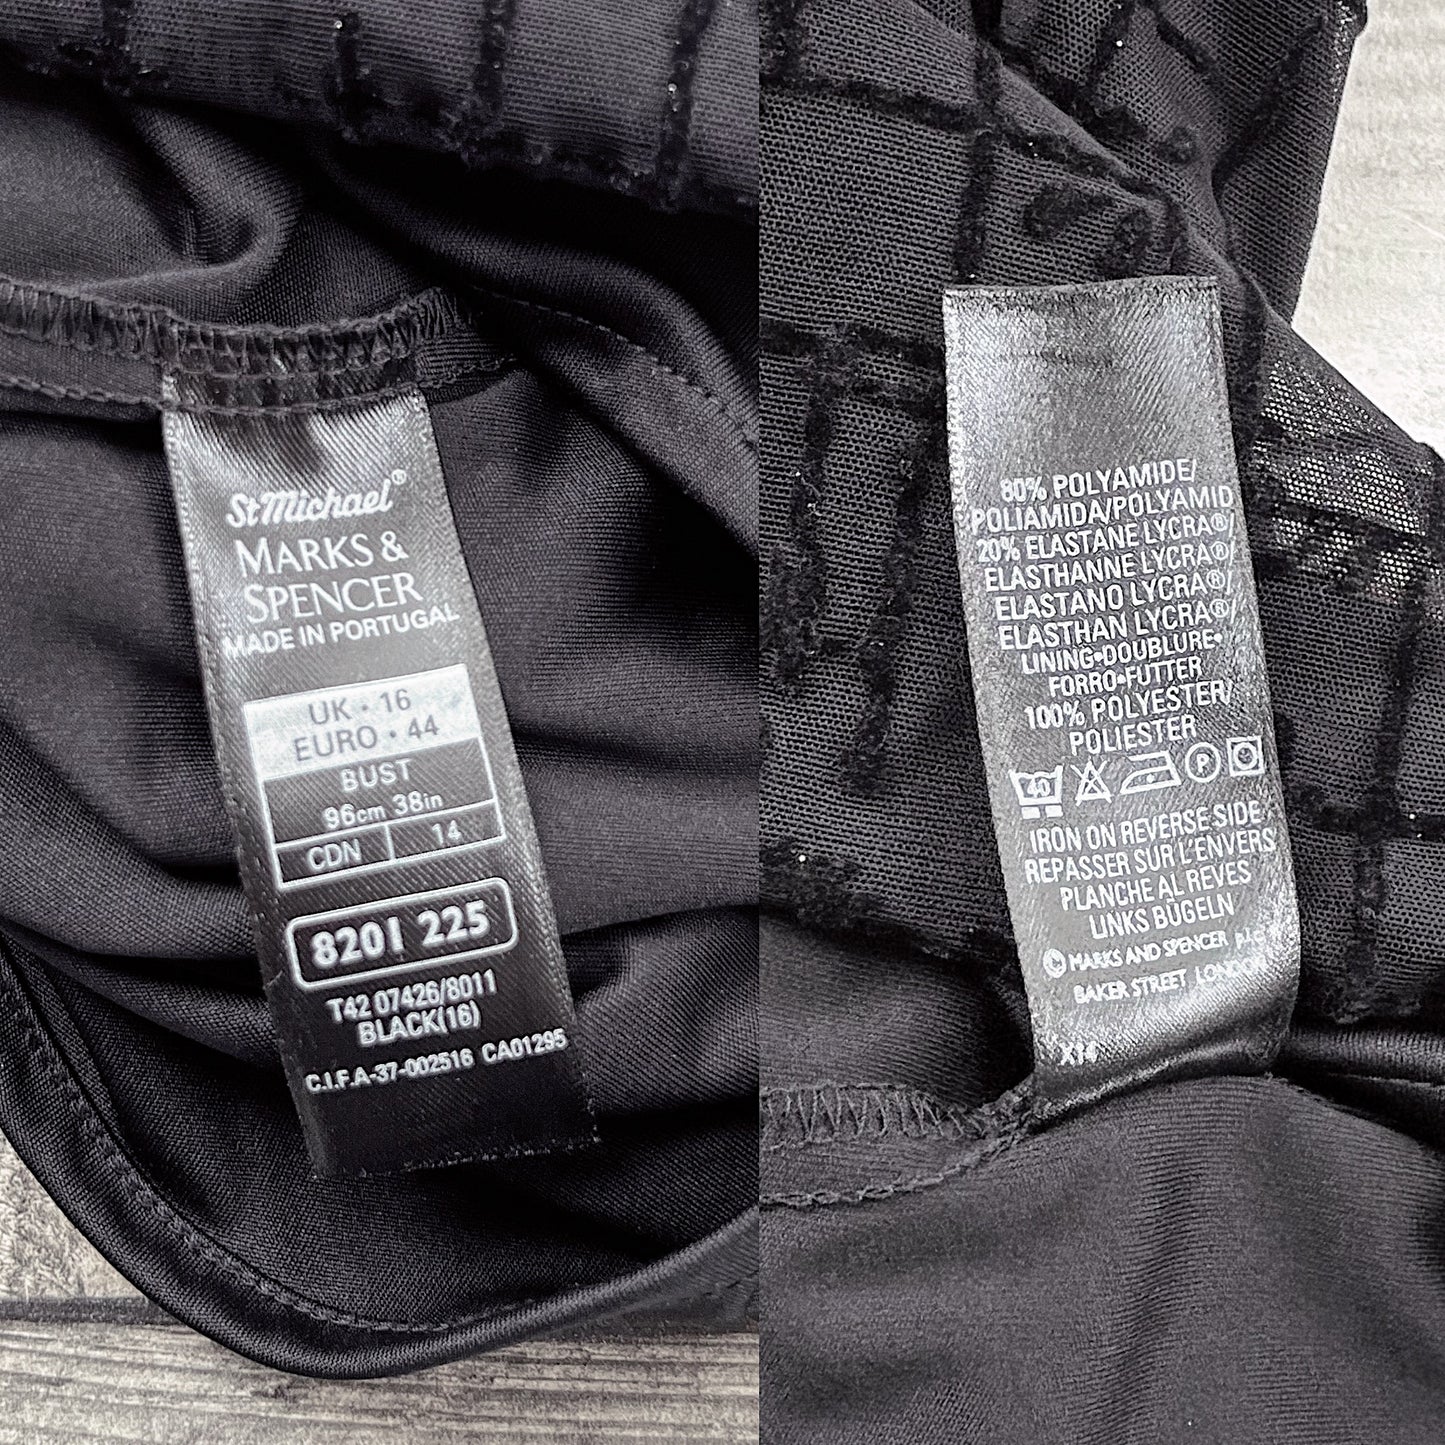 St Michael®
MARKS &
SPENCER
MADE IN PORTUGAL
UK • 16
EURO • 44
BUST
96cm 38in
CDN 14
8201 225
T42 07426/8011
BLACK(16)
C.I.F.A-37-002516 CA01295
80% POLYAMIDE/
POLIAMIDA/POLYAMID
20% ELASTANE LYCRA®/
ELASTHANNE LYCRA®/
ELASTANO LYCRA®/
ELASTHAN LYCRA®/
LINING•DOUBLURE•
FORRO•FUTTER
100% POLYESTER/
POLIESTER
40 P
IRON ON REVERSE SIDE
REPASSER SUR L'ENVERS
PLANCHE AL REVES
LINKS BÜGELN
© MARKS AND SPENCER p.l.c.
BAKER STREET LONDON
X14